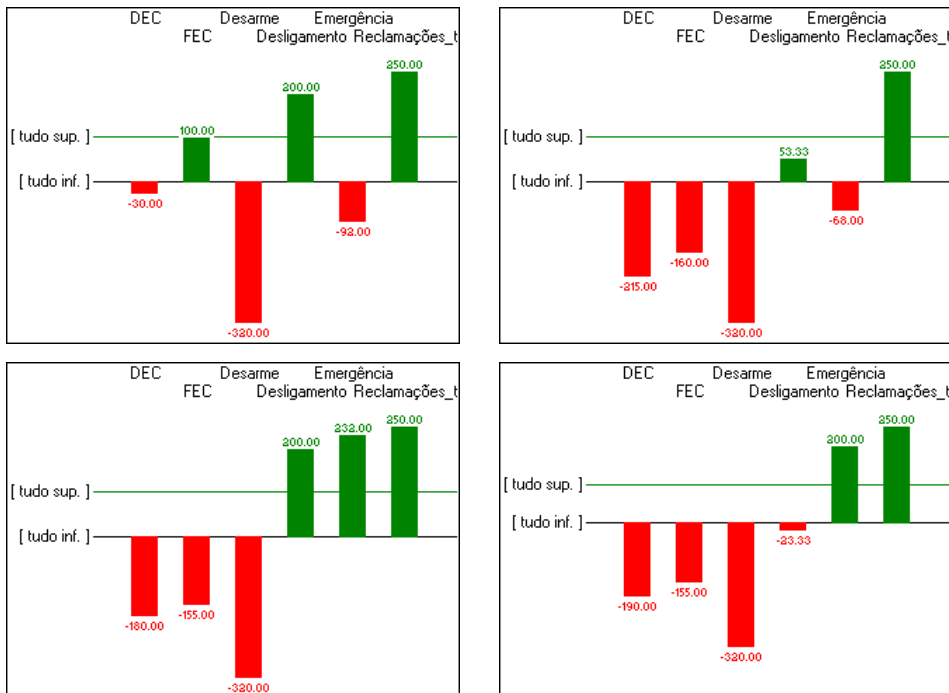 DEC Desarme Emergência
FEC Desligamento Reclamações_t
250.00
200.00
100.00
[ tudo sup. ]
[ tudo inf. ]
-30.00
-92.00
-320.00
DEC Desarme Emergência
FEC Desligamento Reclamações_t
250.00
[ tudo sup. ]
53.33
[ tudo inf. ]
-68.00
-160.00
-215.00
-320.00
DEC Desarme Emergência
FEC Desligamento Reclamações_t
250.00
232.00
200.00
[ tudo sup. ]
[ tudo inf. ]
-155.00
-180.00
-320.00
DEC Desarme Emergência
FEC Desligamento Reclamações_t
250.00
200.00
[ tudo sup. ]
[ tudo inf. ]
-23.33
-155.00
-190.00
-320.00